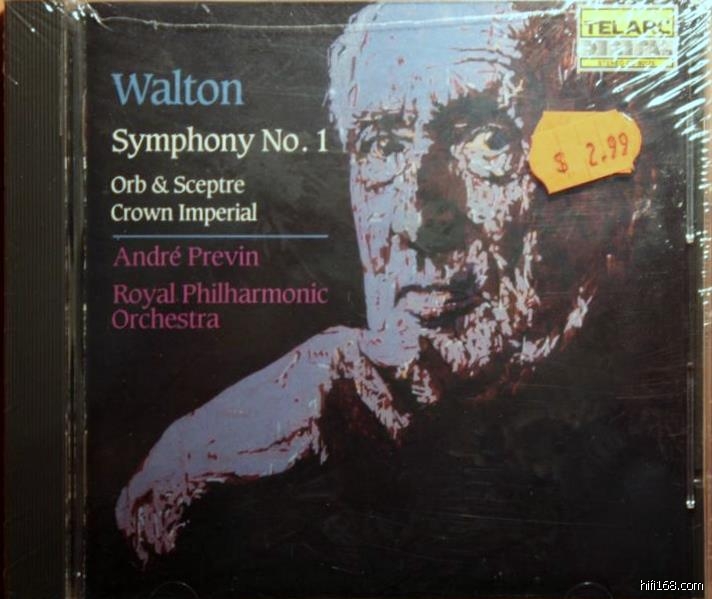 Walton
Symphony No. 1
Orb & Sceptre
Crown Imperial
André Previn
Royal Philharmonic
Orchestra
TELARC
$ 2.99
hifi168.com